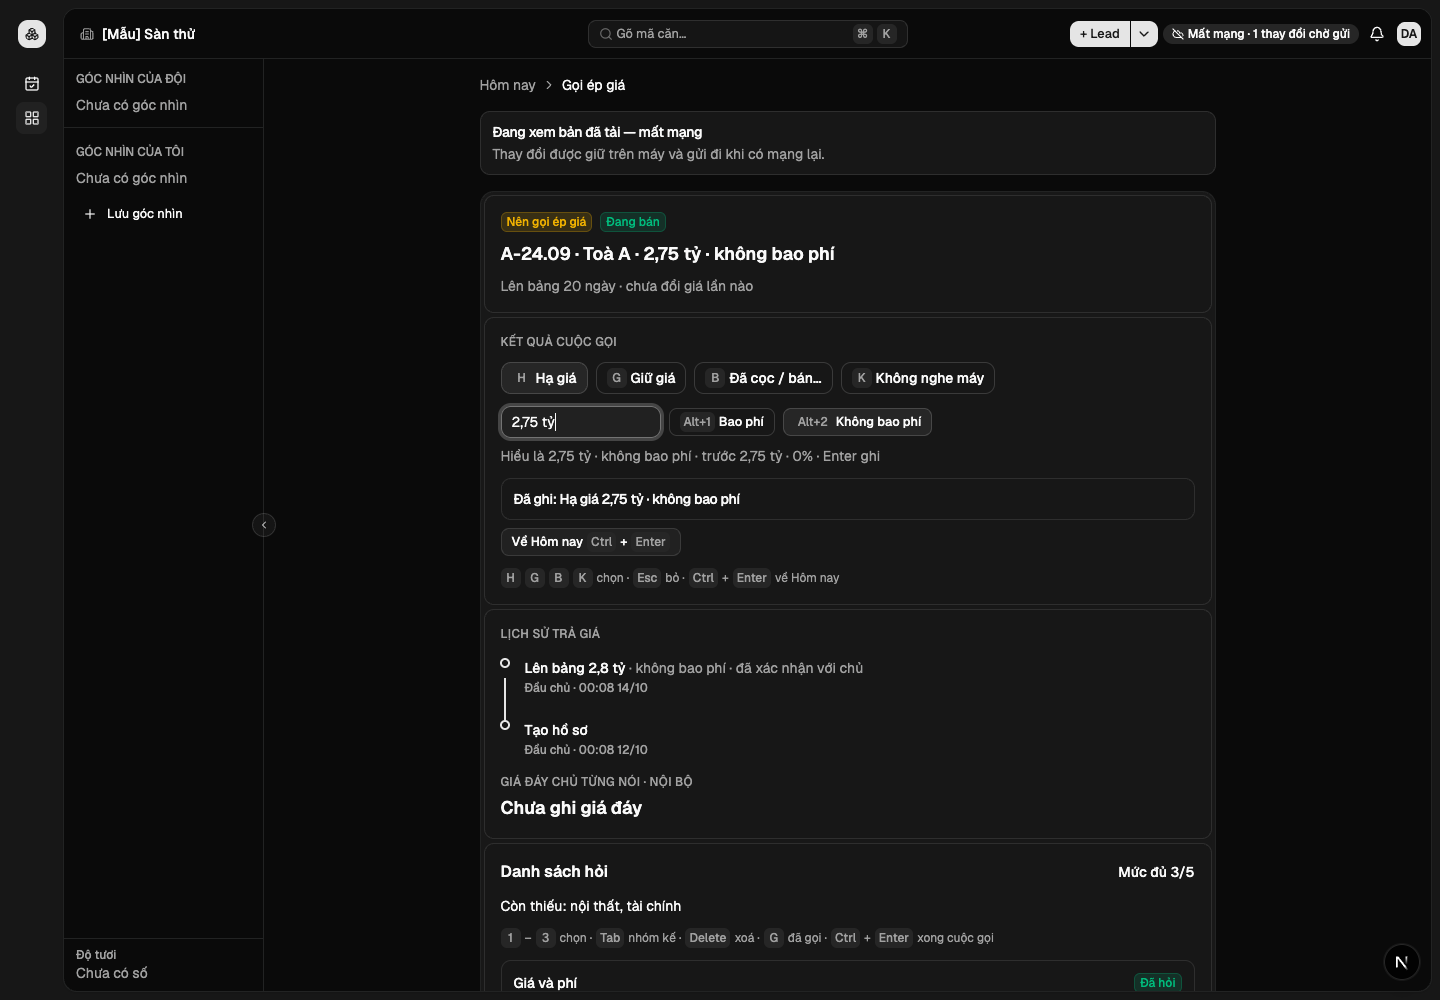 [Mẫu] Sàn thử
Gõ mã căn...
⌘ K
+ Lead
Mất mạng · 1 thay đổi chờ gửi
DA
GÓC NHÌN CỦA ĐỘI
Chưa có góc nhìn
GÓC NHÌN CỦA TÔI
Chưa có góc nhìn
+ Lưu góc nhìn
Độ tươi
Chưa có số
Hôm nay > Gọi ép giá
Đang xem bản đã tải — mất mạng
Thay đổi được giữ trên máy và gửi đi khi có mạng lại.
Nên gọi ép giá Đang bán
A-24.09 · Toà A · 2,75 tỷ · không bao phí
Lên bảng 20 ngày · chưa đổi giá lần nào
KẾT QUẢ CUỘC GỌI
H Hạ giá G Giữ giá B Đã cọc / bán... K Không nghe máy
2,75 tỷ Alt+1 Bao phí Alt+2 Không bao phí
Hiểu là 2,75 tỷ · không bao phí · trước 2,75 tỷ · 0% · Enter ghi
Đã ghi: Hạ giá 2,75 tỷ · không bao phí
Về Hôm nay Ctrl + Enter
H G B K chọn · Esc bỏ · Ctrl + Enter về Hôm nay
LỊCH SỬ TRẢ GIÁ
Lên bảng 2,8 tỷ · không bao phí · đã xác nhận với chủ
Đầu chủ · 00:08 14/10
Tạo hồ sơ
Đầu chủ · 00:08 12/10
GIÁ ĐÁY CHỦ TỪNG NÓI · NỘI BỘ
Chưa ghi giá đáy
Danh sách hỏi
Mức đủ 3/5
Còn thiếu: nội thất, tài chính
1 – 3 chọn · Tab nhóm kế · Delete xoá · G đã gọi · Ctrl + Enter xong cuộc gọi
Giá và phí
Đã hỏi
N